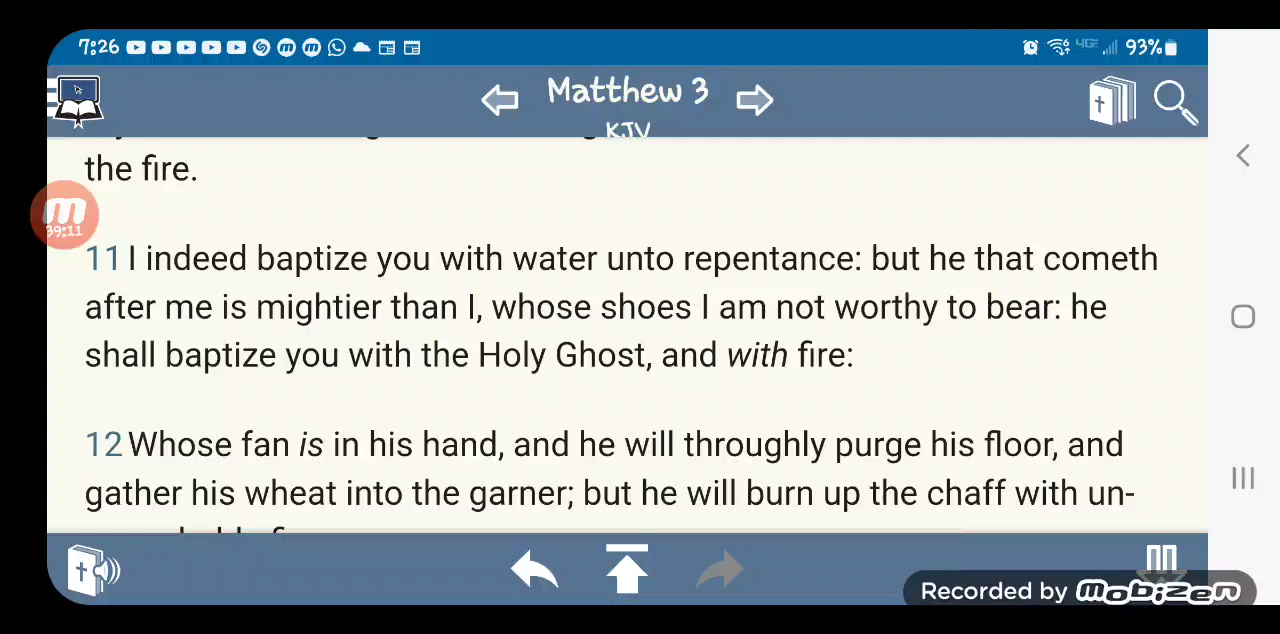 7:26
4GE 93%
Matthew 3
KJV
the fire.
39:11
11 I indeed baptize you with water unto repentance: but he that cometh
after me is mightier than I, whose shoes I am not worthy to bear: he
shall baptize you with the Holy Ghost, and with fire:
12 Whose fan is in his hand, and he will throughly purge his floor, and
gather his wheat into the garner; but he will burn up the chaff with un-
Recorded by mobizen